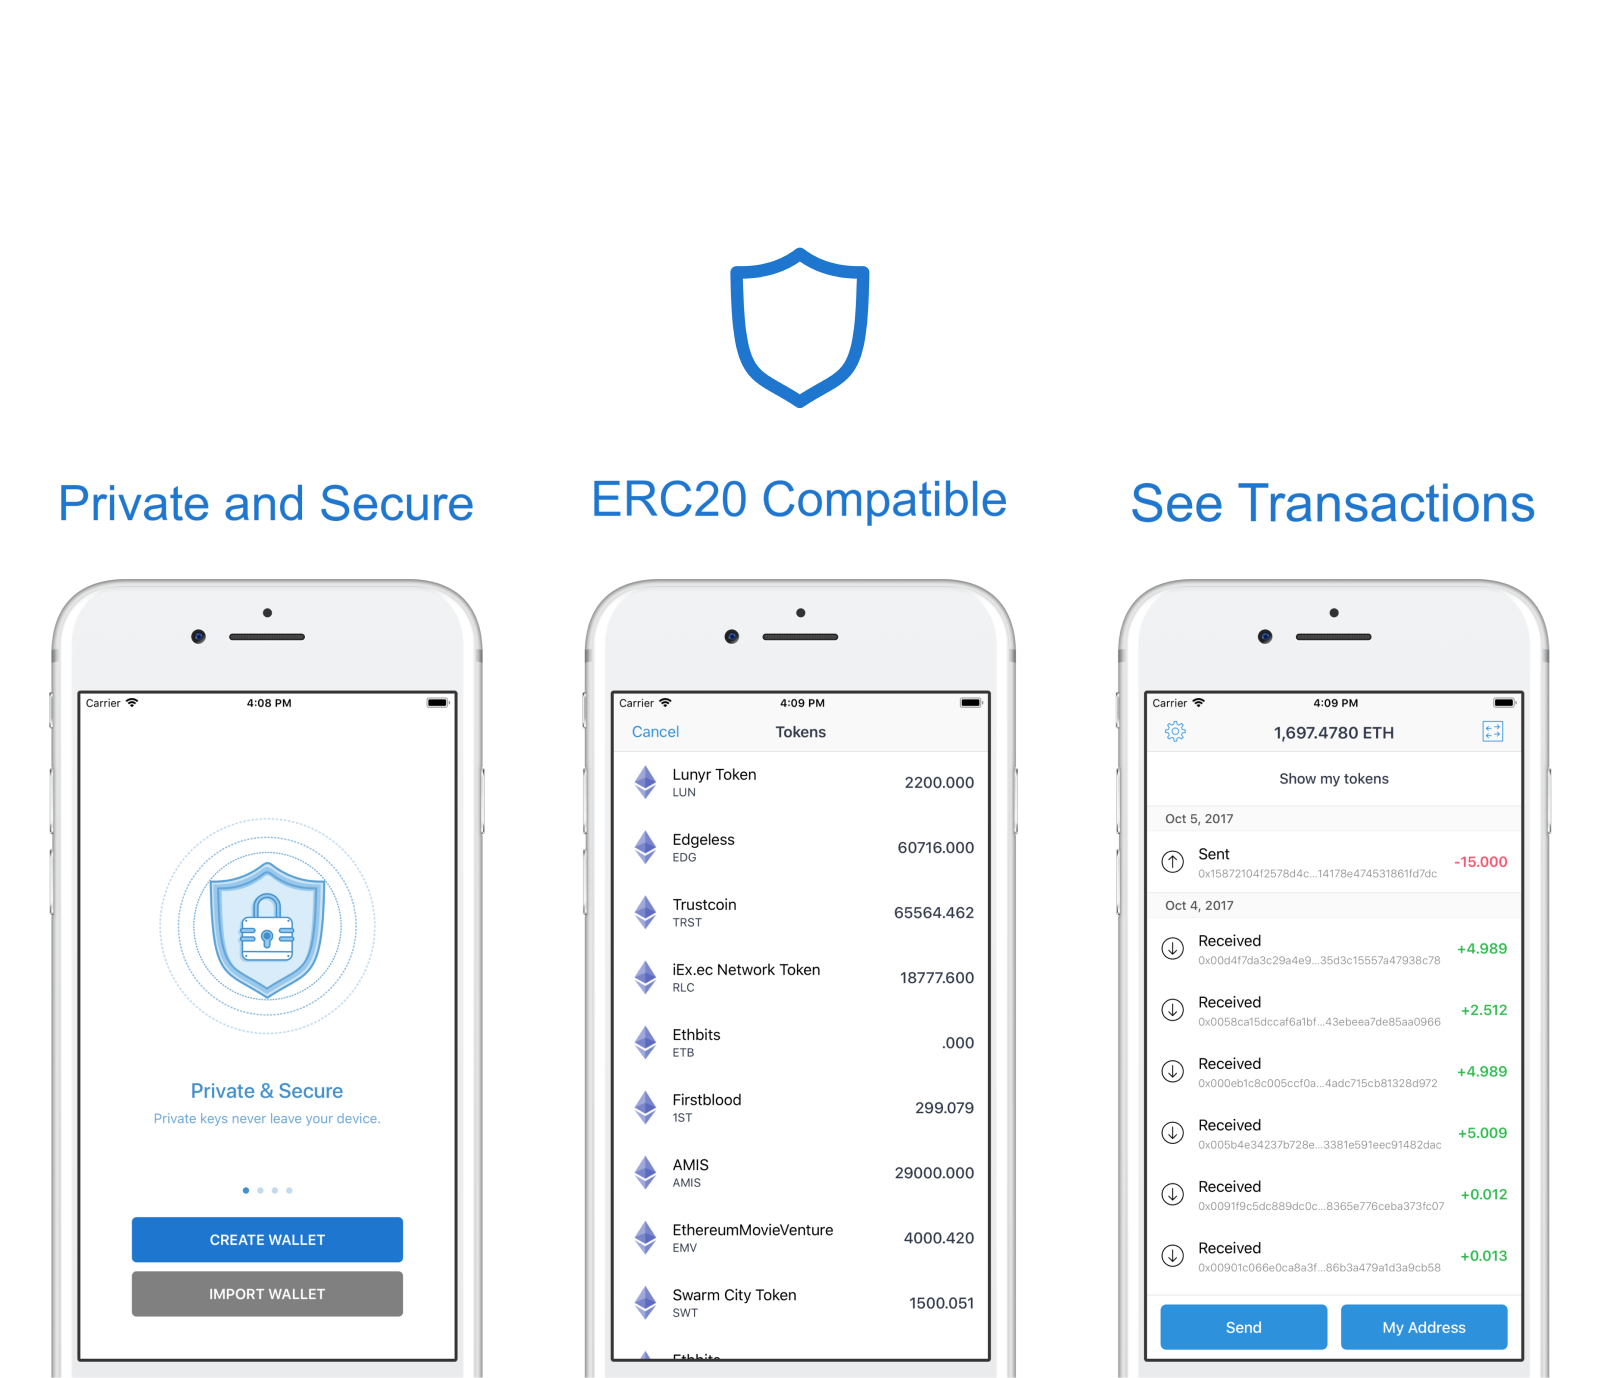 Private and Secure
ERC20 Compatible
See Transactions
Carrier
4:08 PM
Private & Secure
Private keys never leave your device.
CREATE WALLET
IMPORT WALLET
Carrier
4:09 PM
Cancel
Tokens
Lunyr Token
LUN
2200.000
Edgeless
EDG
60716.000
Trustcoin
TRST
65564.462
iEx.ec Network Token
RLC
18777.600
Ethbits
ETB
.000
Firstblood
1ST
299.079
AMIS
AMIS
29000.000
EthereumMovieVenture
EMV
4000.420
Swarm City Token
SWT
1500.051
Carrier
4:09 PM
1,697.4780 ETH
Show my tokens
Oct 5, 2017
Sent
0x15872104f2578d4c...14178e474531861fd7dc
-15.000
Oct 4, 2017
Received
0x00d4f7da3c29a4e9...35d3c15557a47938c78
+4.989
Received
0x0058ca15dccaf6a1bf...43ebeea7de85aa0966
+2.512
Received
0x000eb1c8c005ccf0a...4adc715cb81328d972
+4.989
Received
0x005b4e34237b728e...3381e591eec91482dac
+5.009
Received
0x0091f9c5dc889dc0c...8365e776ceba373fc07
+0.012
Received
0x00901c066e0ca8a3f...86b3a479a1d3a9cb58
+0.013
Send
My Address